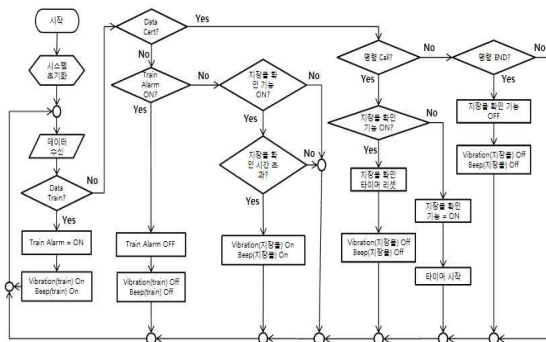 시작
시스템
초기화
데이터
수신
Data
Train?
No
Yes
Train Alarm = ON
Vibration(train) On
Beep(train) On
Data
Cart?
Yes
No
Train
Alarm
ON?
No
Yes
Train Alarm OFF
Vibration(train) Off
Beep(train) Off
지장물 확
인 기능
ON?
No
Yes
지장물 확
인 시간 초
과?
No
Yes
Vibration(지장물) On
Beep(지장물) On
명령 Call?
No
Yes
지장물 확인
기능 ON?
No
Yes
지장물 확인
타이머 리셋
Vibration(지장물) Off
Beep(지장물) Off
지장물 확인
기능 = ON
타이머 시작
명령 END?
No
Yes
지장물 확인 기능
OFF
Vibration(지장물) Off
Beep(지장물) Off